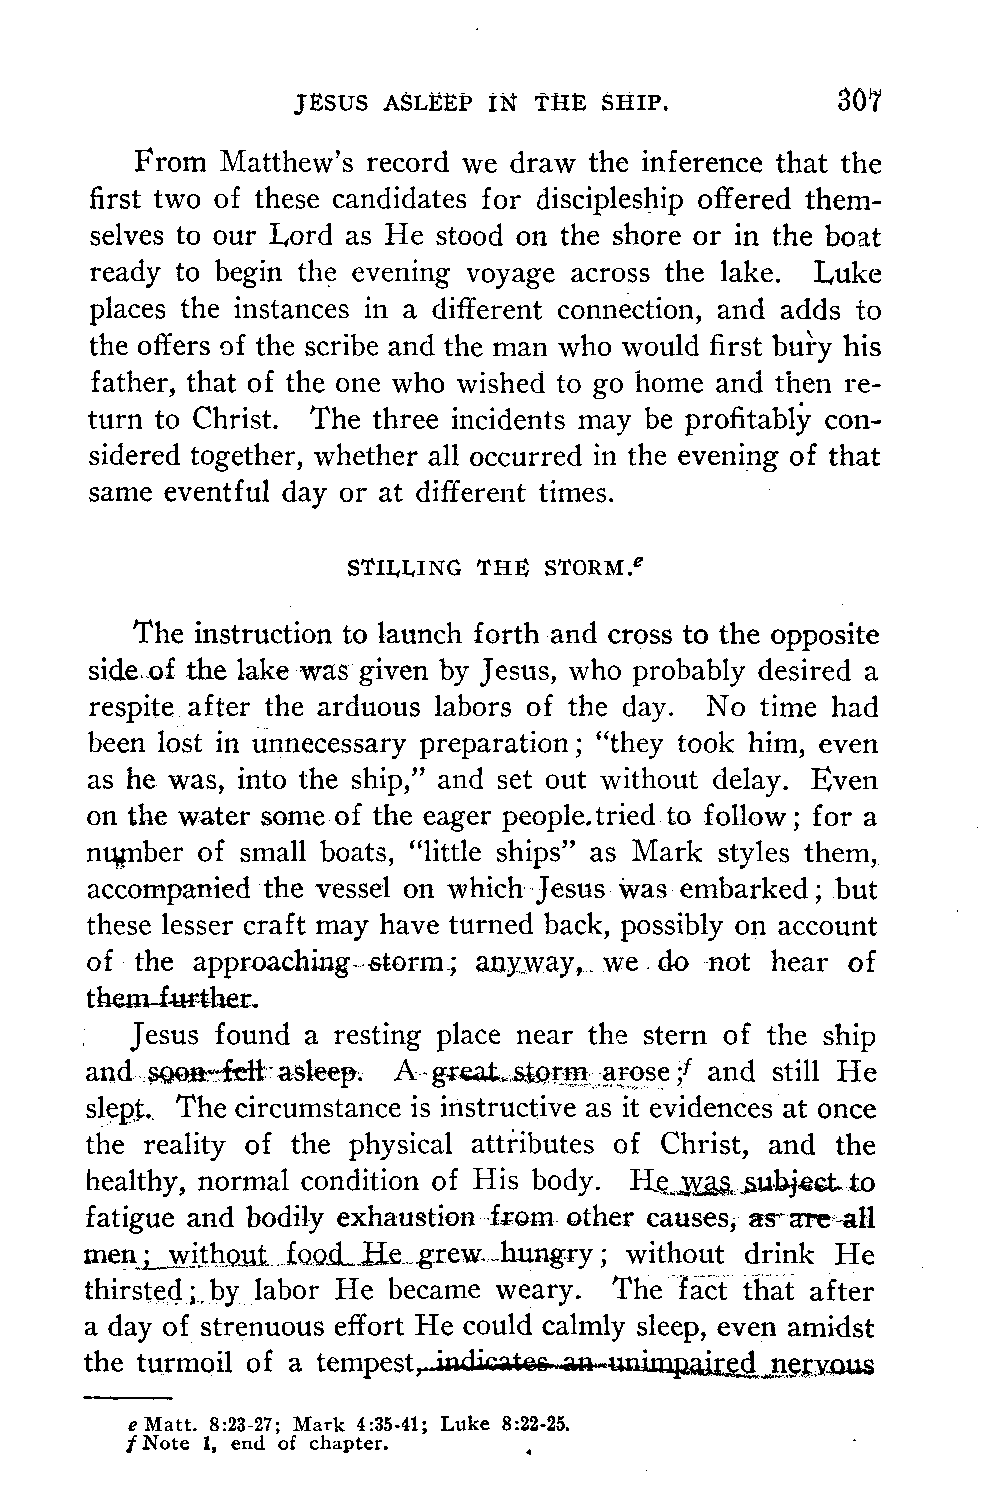 JESUS ASLEEP IN THE SHIP. 307
From Matthew's record we draw the inference that the
first two of these candidates for discipleship offered them-
selves to our Lord as He stood on the shore or in the boat
ready to begin the evening voyage across the lake. Luke
places the instances in a different connection, and adds to
the offers of the scribe and the man who would first bury his
father, that of the one who wished to go home and then re-
turn to Christ. The three incidents may be profitably con-
sidered together, whether all occurred in the evening of that
same eventful day or at different times.
STILLING THE STORM.e
The instruction to launch forth and cross to the opposite
side of the lake was given by Jesus, who probably desired a
respite after the arduous labors of the day. No time had
been lost in unnecessary preparation; "they took him, even
as he was, into the ship," and set out without delay. Even
on the water some of the eager people tried to follow; for a
number of small boats, "little ships" as Mark styles them,
accompanied the vessel on which Jesus was embarked; but
these lesser craft may have turned back, possibly on account
of the approaching storm; anyway, we do not hear of
them further.
Jesus found a resting place near the stern of the ship
and soon fell asleep. A great storm arose;f and still He
slept. The circumstance is instructive as it evidences at once
the reality of the physical attributes of Christ, and the
healthy, normal condition of His body. He was subject to
fatigue and bodily exhaustion from other causes, as are all
men; without food He grew hungry; without drink He
thirsted; by labor He became weary. The fact that after
a day of strenuous effort He could calmly sleep, even amidst
the turmoil of a tempest, indicates an unimpaired nervous
e Matt. 8:23-27; Mark 4:35-41; Luke 8:22-25.
f Note 1, end of chapter.